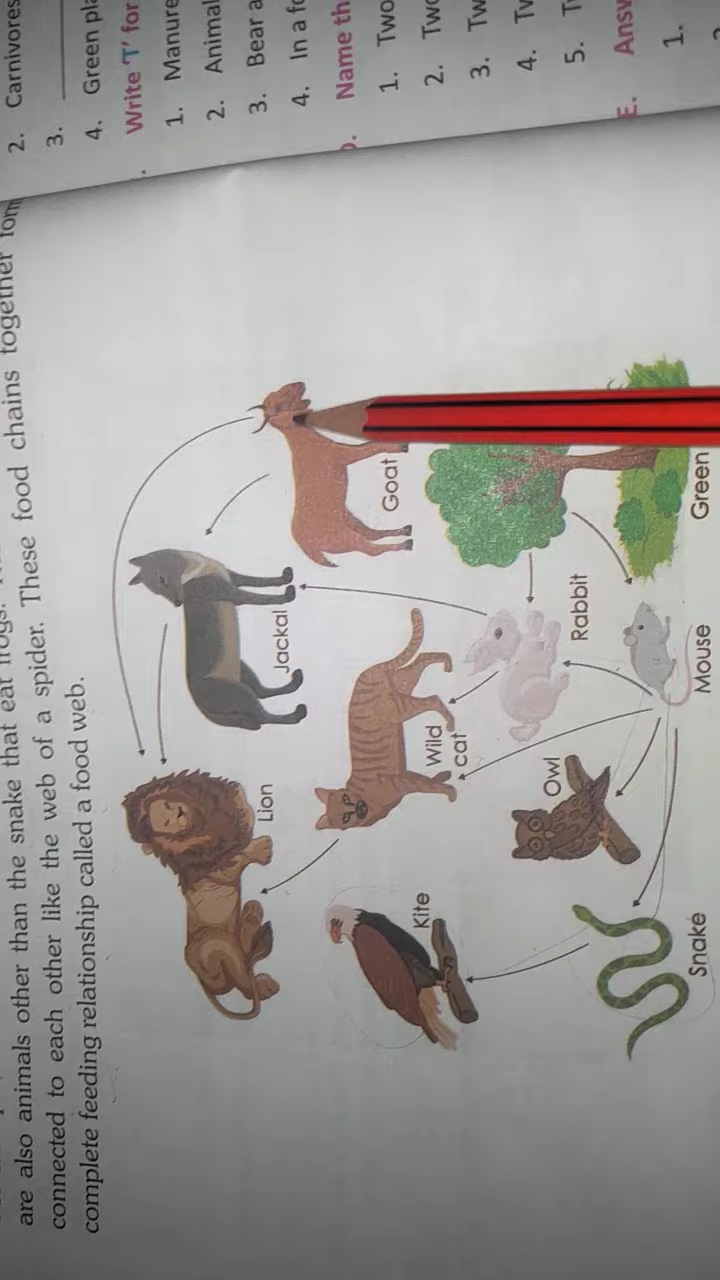 are also animals other than the snake that eat frogs.
connected to each other like the web of a spider. These food chains together form
complete feeding relationship called a food web.
Lion
Jackal
Goat
Kite
Wild
cat
Owl
Rabbit
Snake
Mouse
Green
2. Carnivores
3.
4. Green
Write 'T' for
1. Manure
2. Animal
3. Bear a
4. In a
Name
1. Two
2. Two
3. Tw
4. Tw
5.
E. Answ
1.